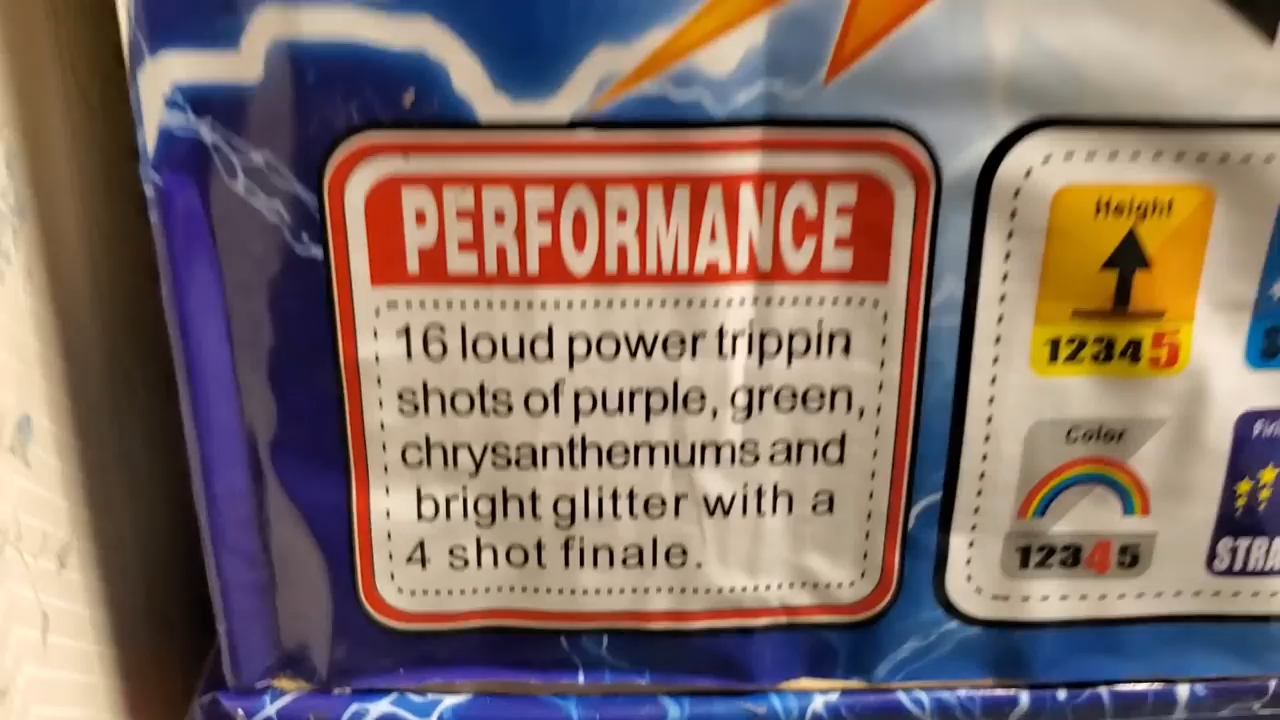 PERFORMANCE
16 loud power trippin
shots of purple, green,
chrysanthemums and
bright glitter with a
4 shot finale.
Height
12345
Color
12345
STRA